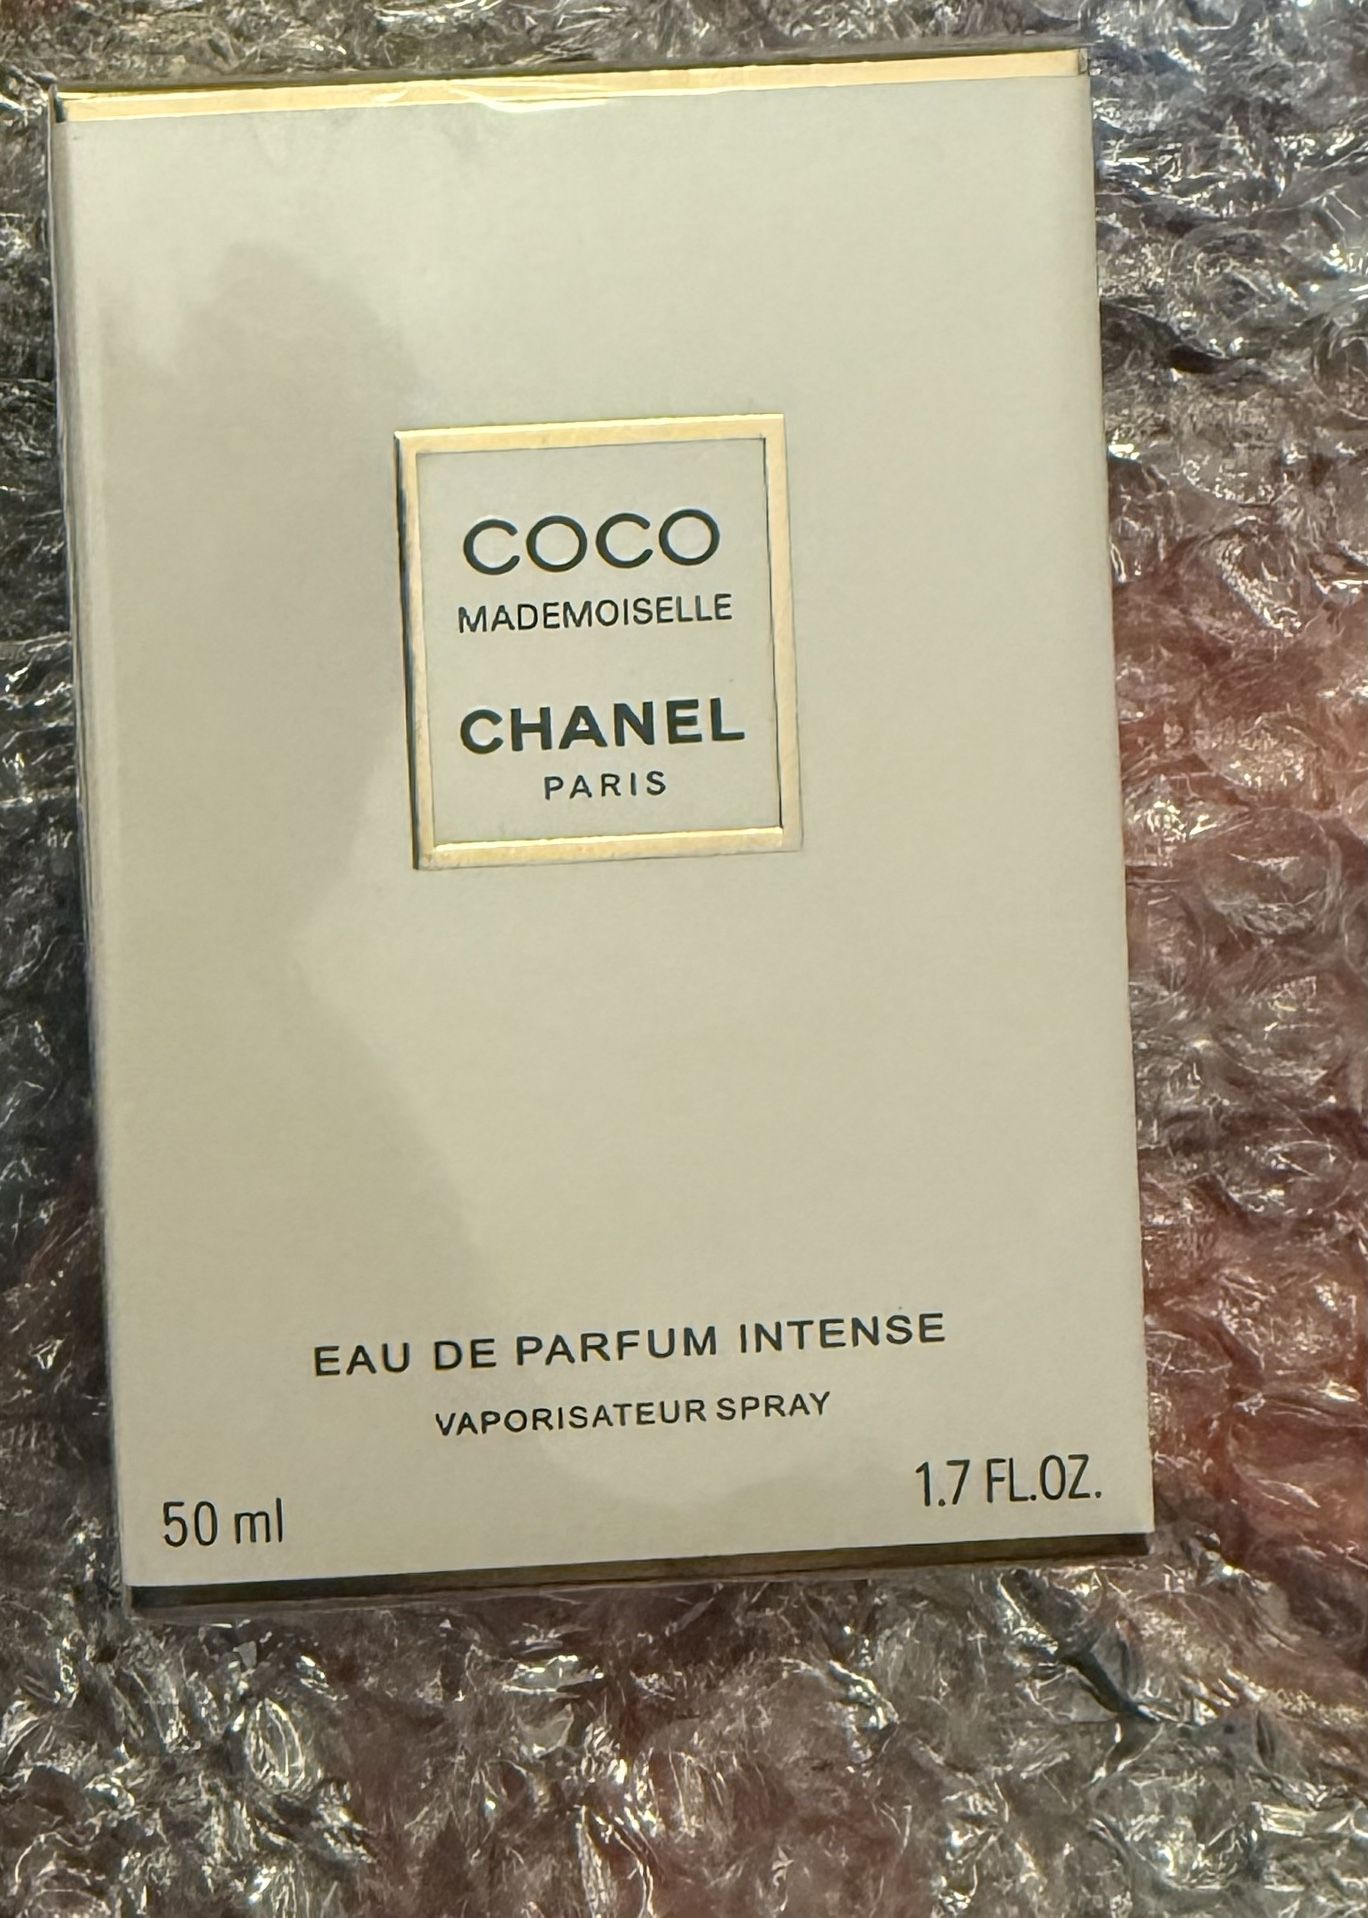 COCO
MADEMOISELLE
CHANEL
PARIS
EAU DE PARFUM INTENSE
VAPORISATEUR SPRAY
50 ml
1.7 FL.OZ.